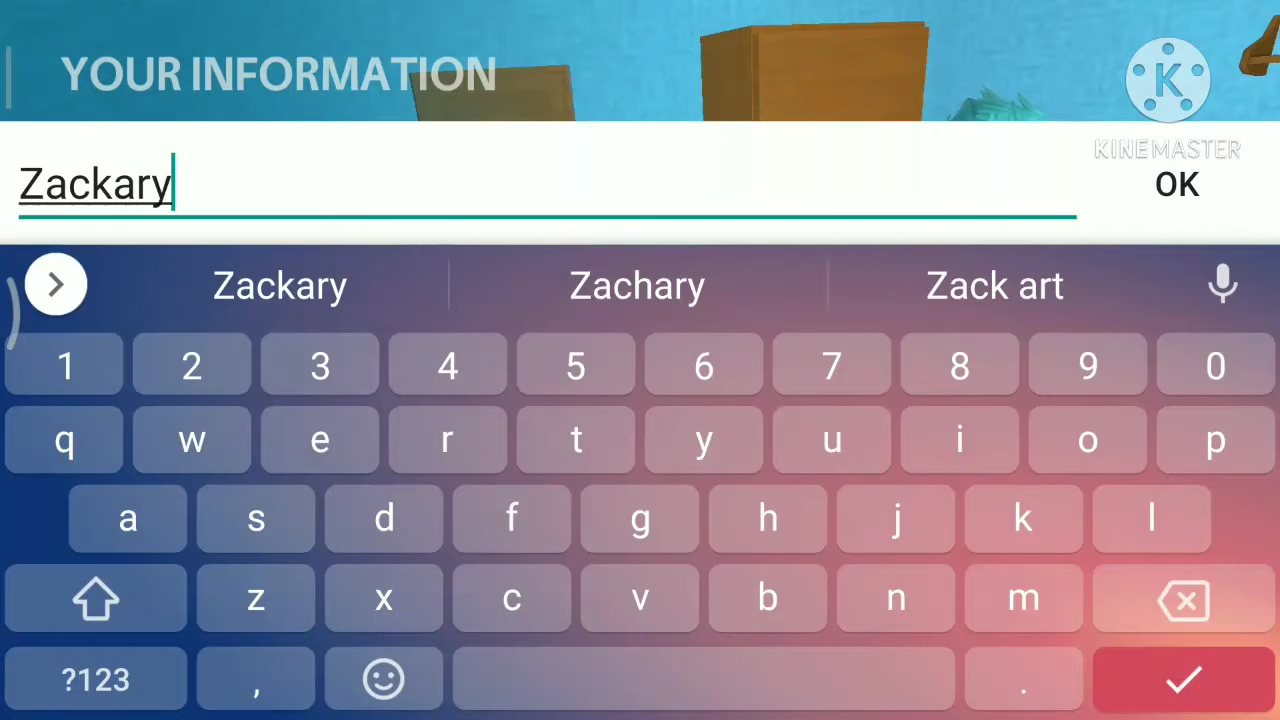 YOUR INFORMATION
K
KINEMASTER
Zackary
OK
Zackary Zachary Zack art
1 2 3 4 5 6 7 8 9 0
q w e r t y u i o p
a s d f g h j k l
z x c v b n m
?123 , .